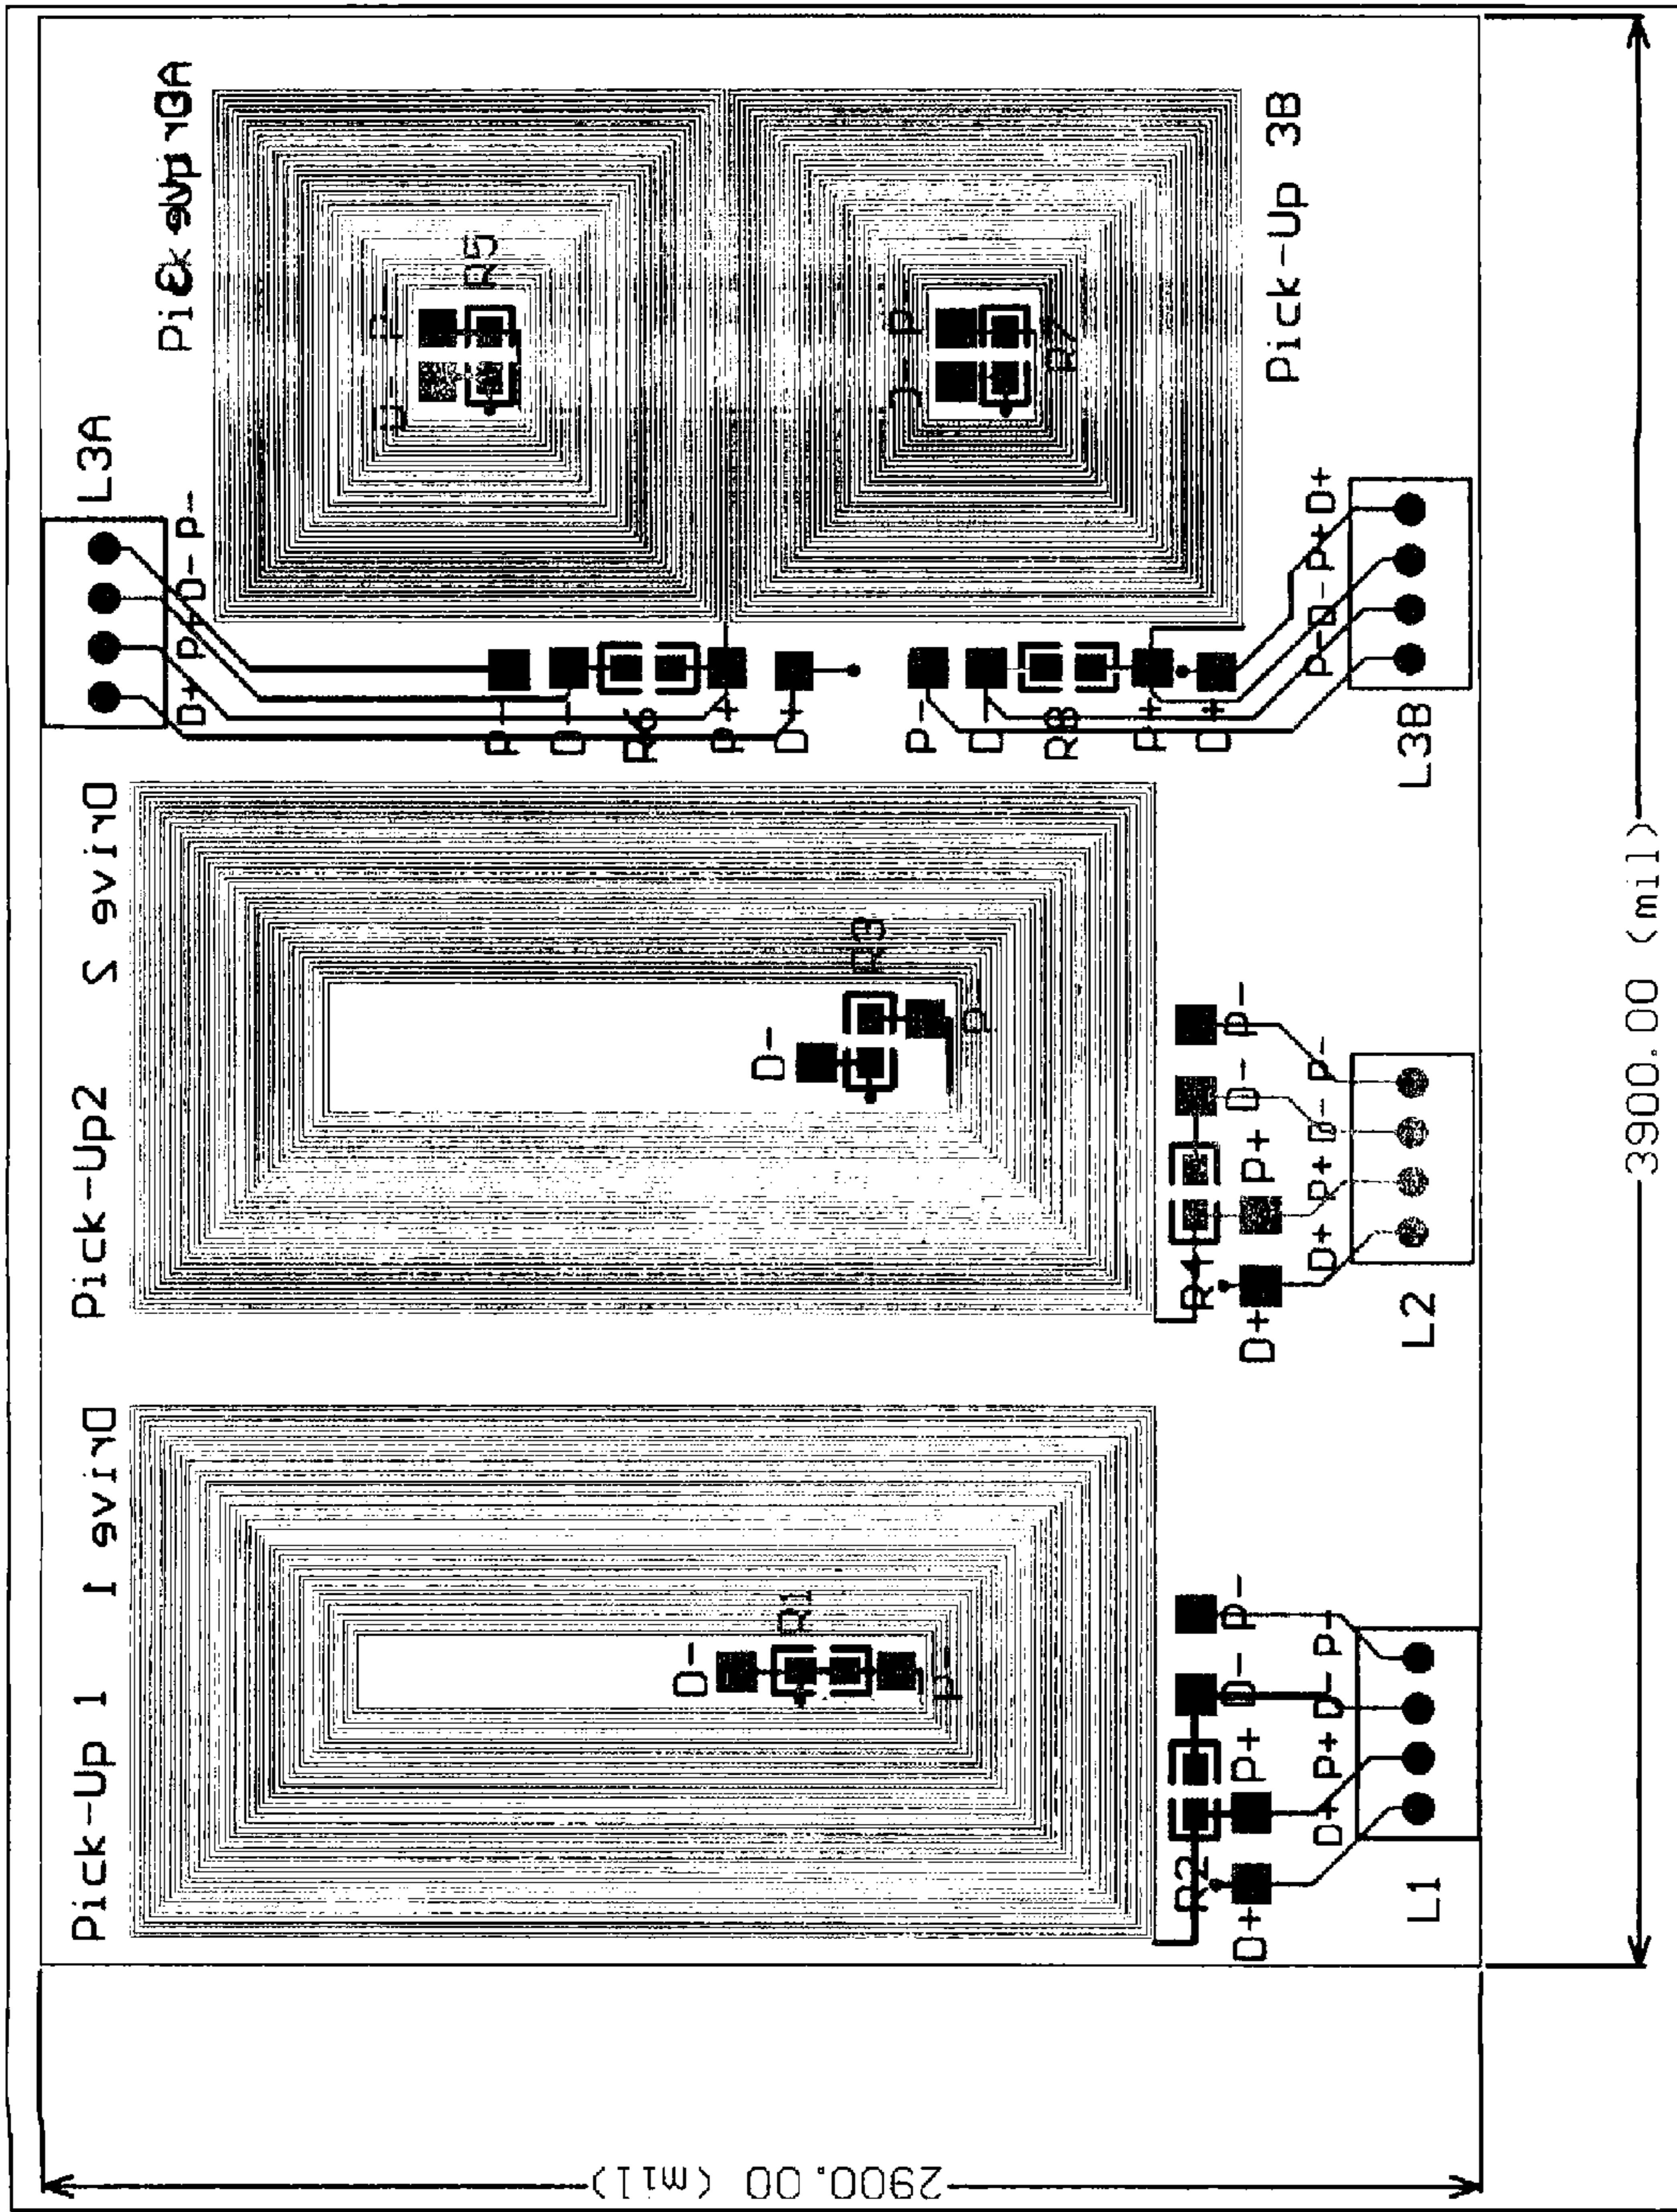 Pick-Up 1
Drive 1
Pick-Up2
Drive 2
L3A
D+
P+
D-
P-
R5
P-
D-
R6
P+
D+
P-
R7
P-
R8
P+
Pick-Up 3B
P-
D-
P+
D+
L3B
D-
R3
P-
D-
P+
R4
D+
D+
P+
D-
P-
L2
D-
R1
P-
P-
D-
P+
R2
D+
D+
P+
D-
P-
L1
3900.00 (mil)
2900.00 (mil)